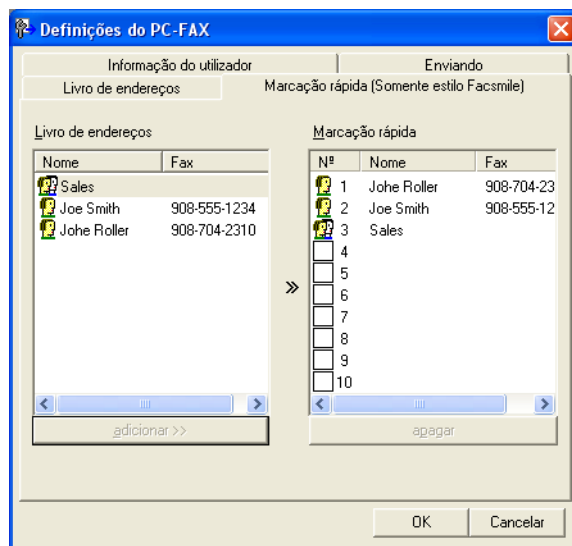 Definições do PC-FAX
Informação do utilizador Enviando
Livro de endereços Marcação rápida (Somente estilo Facsmile)
Livro de endereços Marcação rápida
Nome Fax Nº Nome Fax
Sales 1 Johe Roller 908-704-23
Joe Smith 908-555-1234 2 Joe Smith 908-555-12
Johe Roller 908-704-2310 3 Sales
4
5
6
7
8
9
10
adicionar >> apagar
OK Cancelar